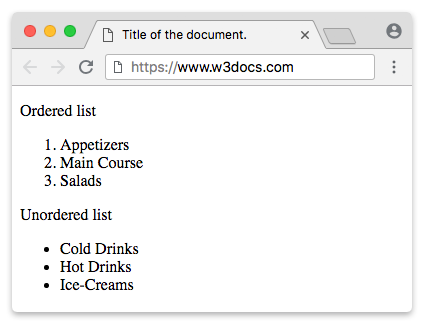 Title of the document.
https://www.w3docs.com
Ordered list
1. Appetizers
2. Main Course
3. Salads
Unordered list
• Cold Drinks
• Hot Drinks
• Ice-Creams